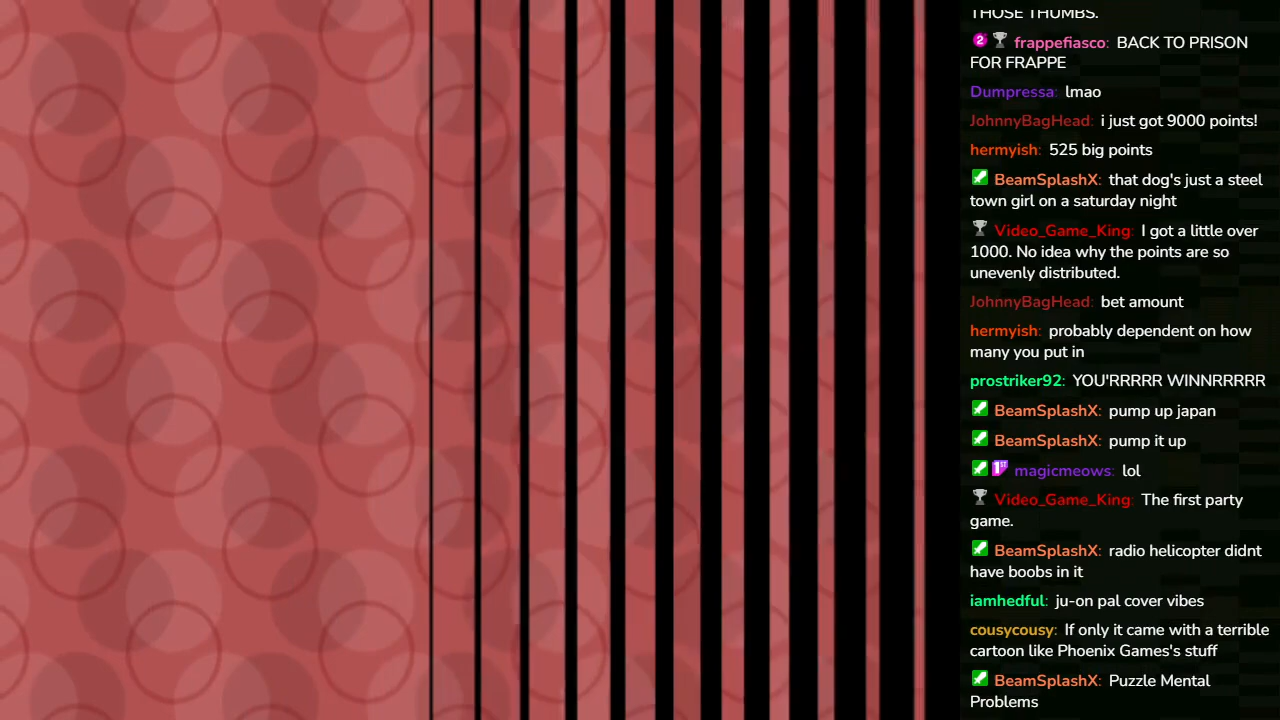 THOSE THUMBS.
2 frappefiasco: BACK TO PRISON
FOR FRAPPE
Dumpressa: lmao
JohnnyBagHead: i just got 9000 points!
hermyish: 525 big points
BeamSplashX: that dog's just a steel
town girl on a saturday night
Video_Game_King: I got a little over
1000. No idea why the points are so
unevenly distributed.
JohnnyBagHead: bet amount
hermyish: probably dependent on how
many you put in
prostriker92: YOU'RRRRR WINNRRRRR
BeamSplashX: pump up japan
BeamSplashX: pump it up
1ST magicmeows: lol
Video_Game_King: The first party
game.
BeamSplashX: radio helicopter didnt
have boobs in it
iamhedful: ju-on pal cover vibes
cousycousy: If only it came with a terrible
cartoon like Phoenix Games's stuff
BeamSplashX: Puzzle Mental
Problems